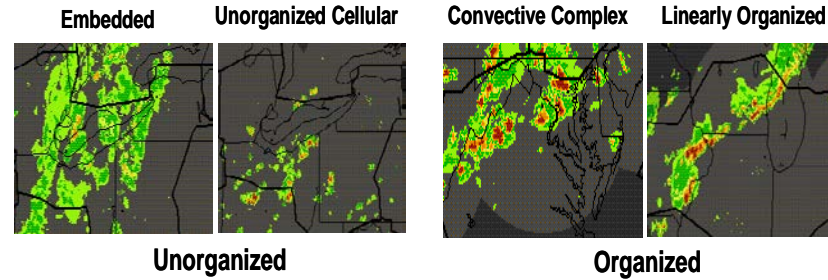 Embedded
Unorganized Cellular
Convective Complex
Linearly Organized
Unorganized
Organized